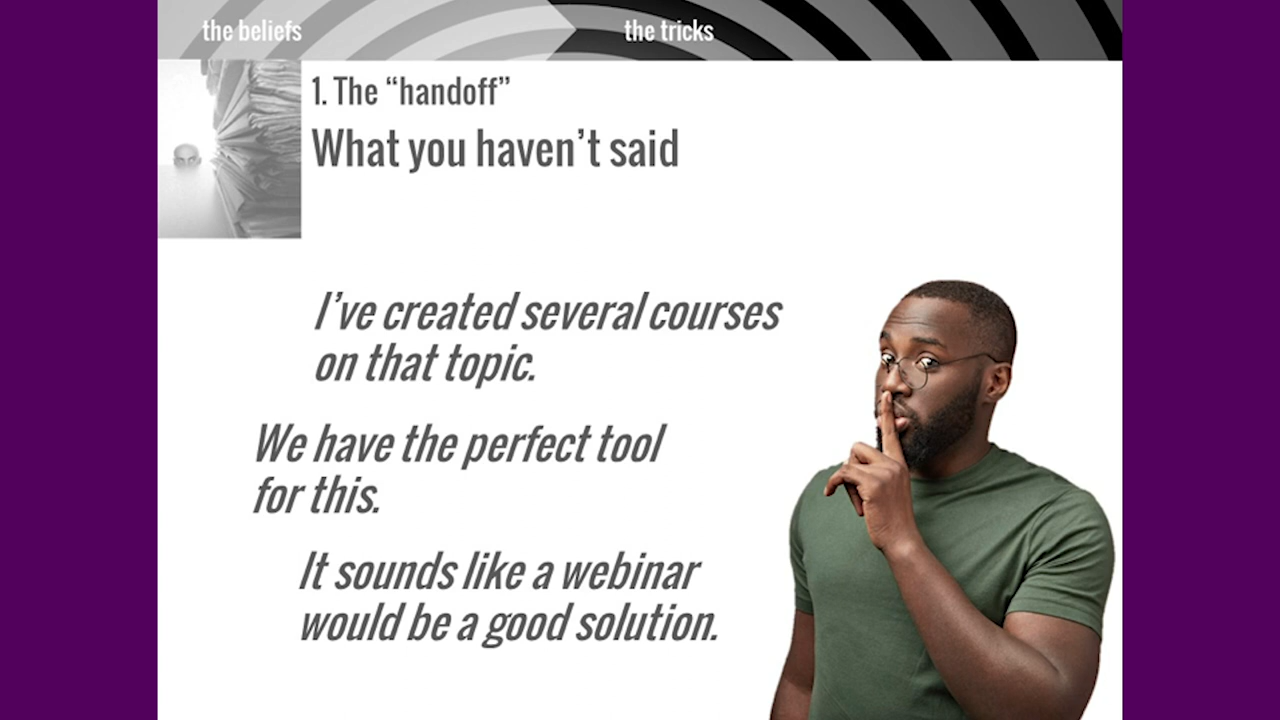 the beliefs
the tricks
1. The “handoff”
What you haven’t said
I’ve created several courses
on that topic.
We have the perfect tool
for this.
It sounds like a webinar
would be a good solution.